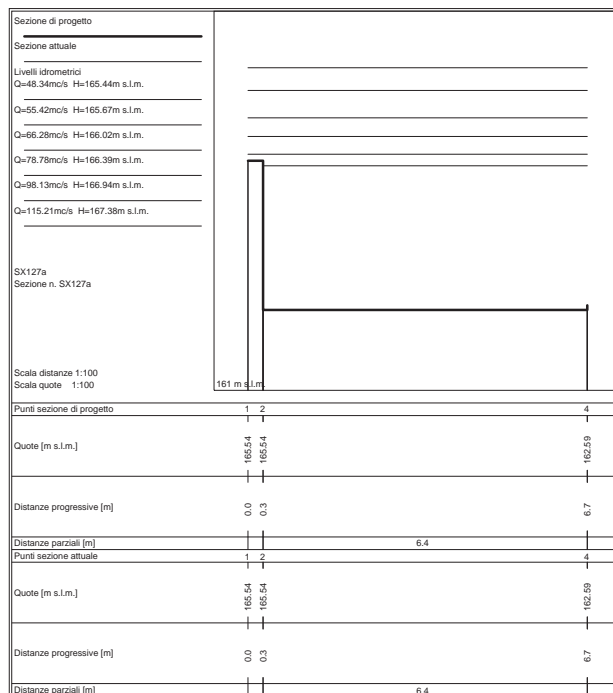 Sezione di progetto
Sezione attuale
Livelli idrometrici
Q=48.34mc/s H=165.44m s.l.m.
Q=55.42mc/s H=165.67m s.l.m.
Q=66.28mc/s H=166.02m s.l.m.
Q=78.78mc/s H=166.39m s.l.m.
Q=98.13mc/s H=166.94m s.l.m.
Q=115.21mc/s H=167.38m s.l.m.
SX127a
Sezione n. SX127a
Scala distanze 1:100
Scala quote 1:100
161 m s.l.m.
Punti sezione di progetto 1 2 4
Quote [m s.l.m.] 165.54 165.54 162.59
Distanze progressive [m] 0.0 0.3 6.7
Distanze parziali [m] 6.4
Punti sezione attuale 1 2 4
Quote [m s.l.m.] 165.54 165.54 162.59
Distanze progressive [m] 0.0 0.3 6.7
Distanze parziali [m] 6.4